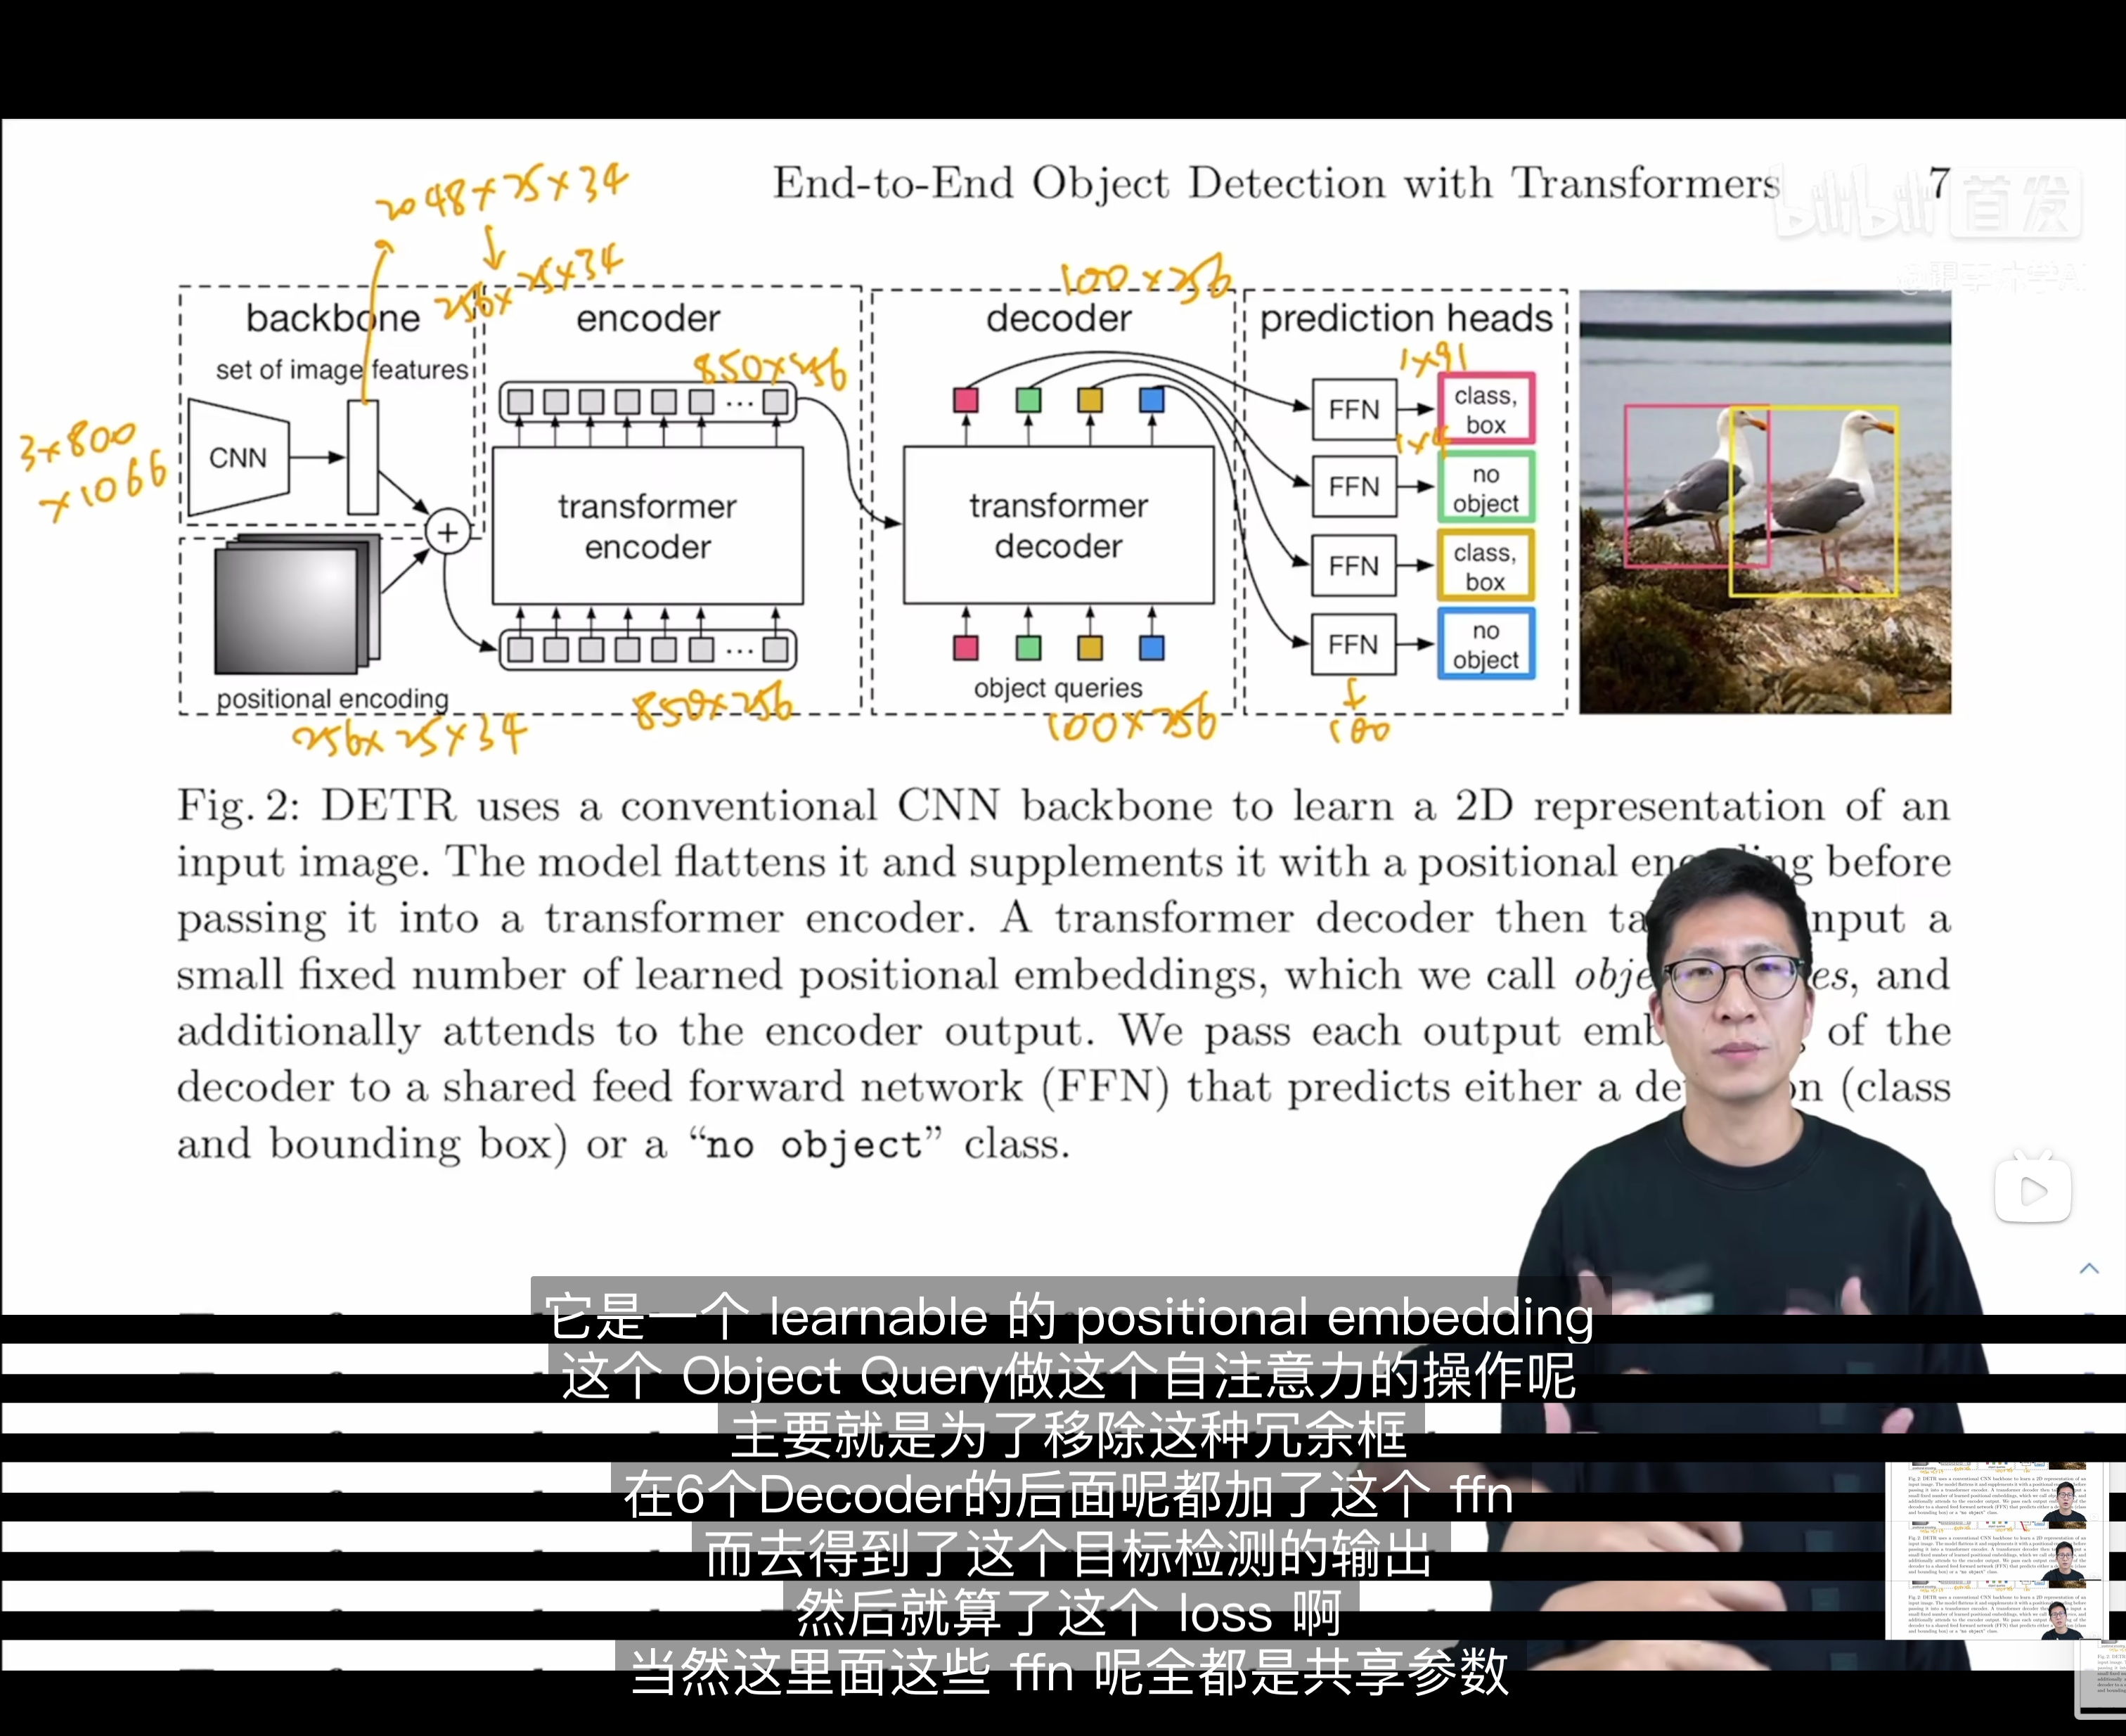 End-to-End Object Detection with Transformers 7
bilibili 首发
2048×25×34
256×25×34
3×800
×1066
backbone
set of image features
CNN
positional encoding
256×25×34
encoder
850×256
transformer
encoder
850×256
100×256
decoder
transformer
decoder
object queries
100×256
prediction heads
1×91
FFN
class,
box
1×4
FFN
no
object
FFN
class,
box
FFN
no
object
100
Fig. 2: DETR uses a conventional CNN backbone to learn a 2D representation of an
input image. The model flattens it and supplements it with a positional en ng before
passing it into a transformer encoder. A transformer decoder then ta nput a
small fixed number of learned positional embeddings, which we call obje es, and
additionally attends to the encoder output. We pass each output emb of the
decoder to a shared feed forward network (FFN) that predicts either a de n (class
and bounding box) or a “no object” class.
它是一个 learnable 的 positional embedding
这个 Object Query做这个自注意力的操作呢
主要就是为了移除这种冗余框
在6个Decoder的后面呢都加了这个 ffn
而去得到了这个目标检测的输出
然后就算了这个 loss 啊
当然这里面这些 ffn 呢全都是共享参数